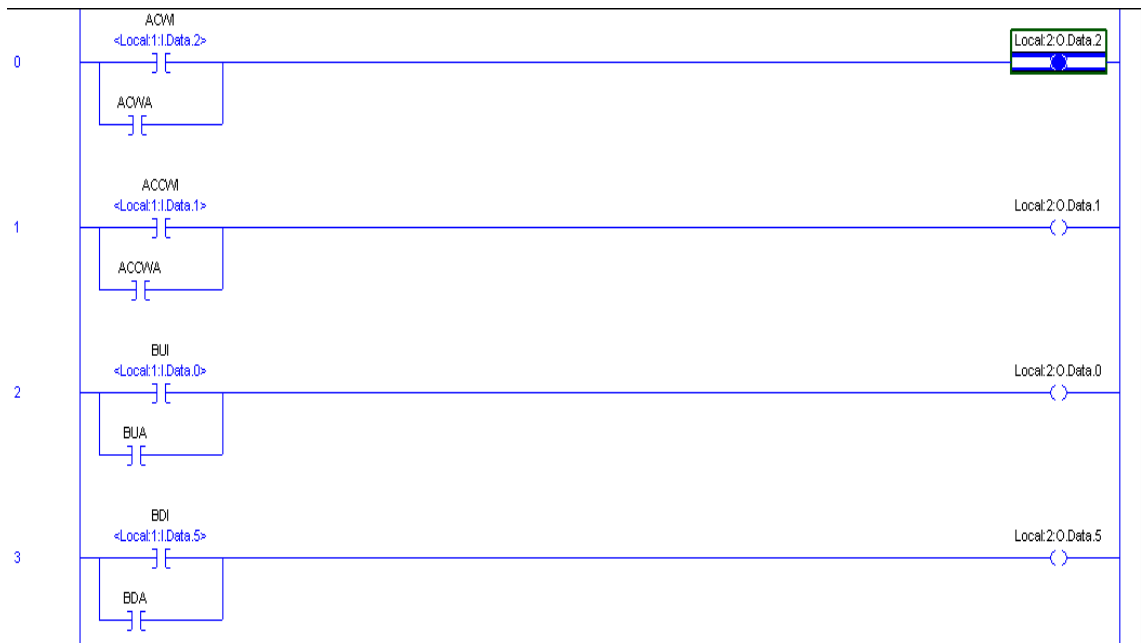 ACWI
<Local:1:I.Data.2>
Local:2:O.Data.2
0
ACWA
ACCWI
<Local:1:I.Data.1>
Local:2:O.Data.1
1
ACCWA
BUI
<Local:1:I.Data.0>
Local:2:O.Data.0
2
BUA
BDI
<Local:1:I.Data.5>
Local:2:O.Data.5
3
BDA